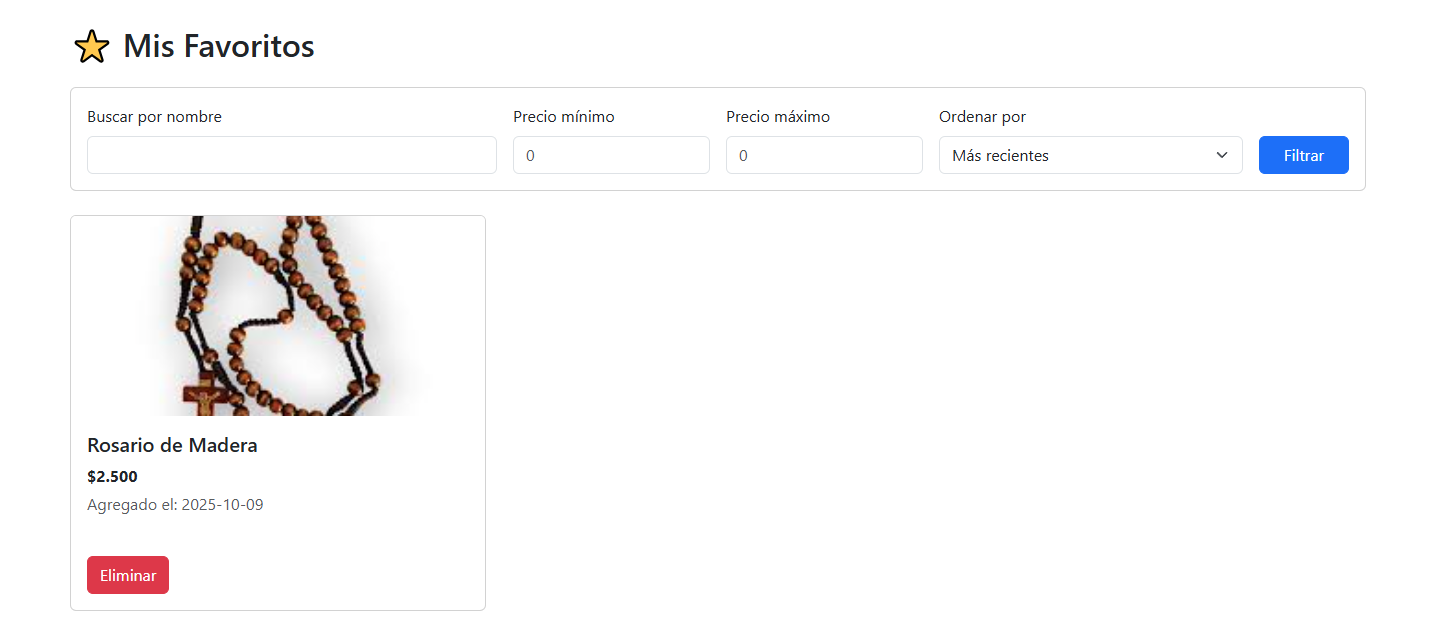 Mis Favoritos
Buscar por nombre
Precio mínimo
Precio máximo
Ordenar por
0
0
Más recientes
Filtrar
Rosario de Madera
$2.500
Agregado el: 2025-10-09
Eliminar